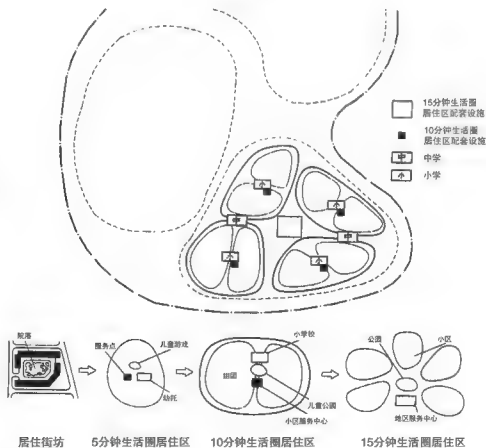 15分钟生活圈
居住区配套设施
10分钟生活圈
居住区配套设施
中 中学
小 小学
小
小
中
中
小
小
院落
服务点
儿童游戏
幼托
小学校
组团
儿童公园
小区服务中心
公园
小区
地区服务中心
居住街坊 5分钟生活圈居住区 10分钟生活圈居住区 15分钟生活圈居住区